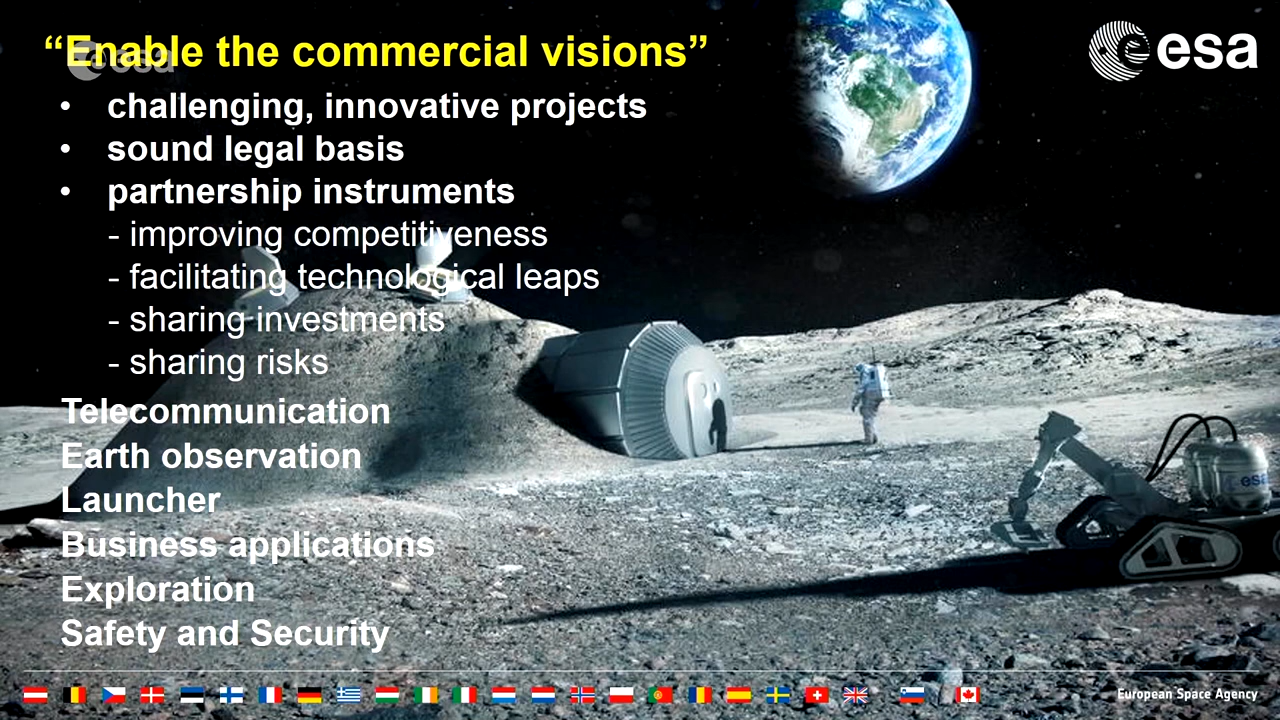 “Enable the commercial visions”
esa
esa
• challenging, innovative projects
• sound legal basis
• partnership instruments
- improving competitiveness
- facilitating technological leaps
- sharing investments
- sharing risks
Telecommunication
Earth observation
Launcher
esa
Business applications
Exploration
Safety and Security
European Space Agency